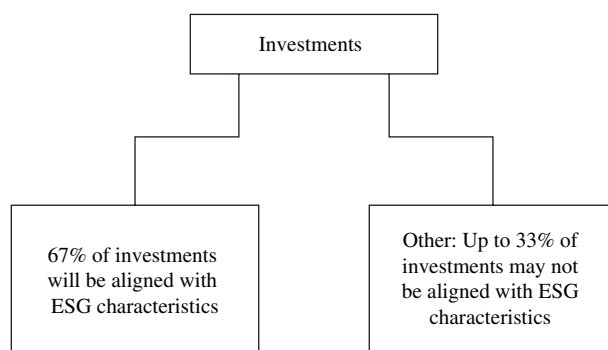 Investments
67% of investments
will be aligned with
ESG characteristics
Other: Up to 33% of
investments may not
be aligned with ESG
characteristics